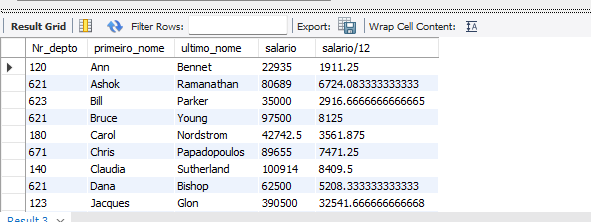 Result Grid Filter Rows: Export: Wrap Cell Content:
Nr_depto primeiro_nome ultimo_nome salario salario/12
120 Ann Bennet 22935 1911.25
621 Ashok Ramanathan 80689 6724.083333333333
623 Bill Parker 35000 2916.6666666666665
621 Bruce Young 97500 8125
180 Carol Nordstrom 42742.5 3561.875
671 Chris Papadopoulos 89655 7471.25
140 Claudia Sutherland 100914 8409.5
621 Dana Bishop 62500 5208.333333333333
123 Jacques Glon 390500 32541.666666666668
Result 3